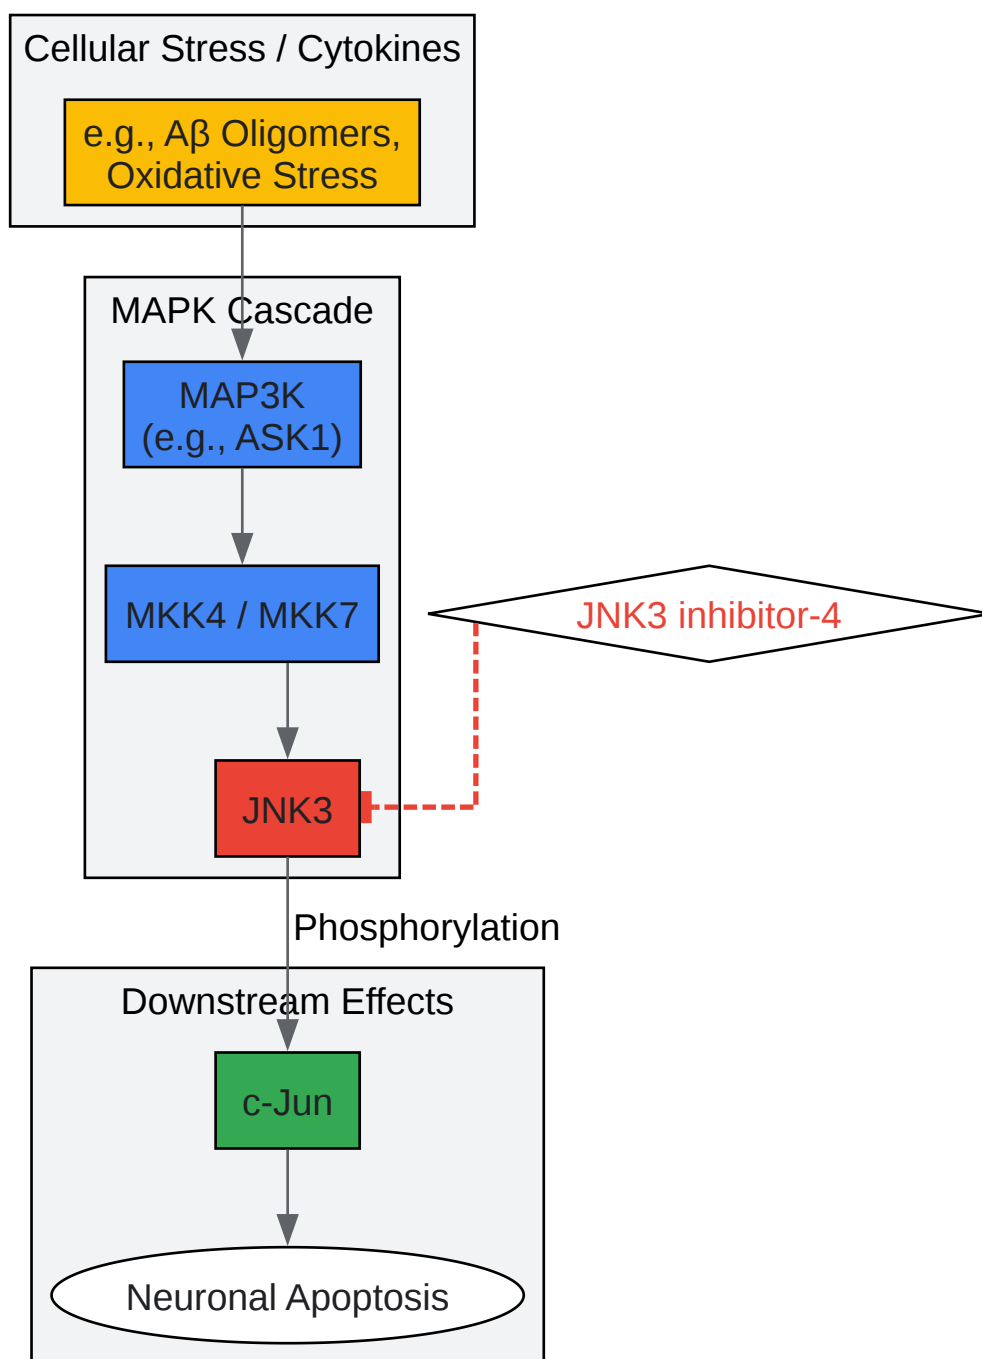 Cellular Stress / Cytokines
e.g., Aβ Oligomers,
Oxidative Stress
MAPK Cascade
MAP3K
(e.g., ASK1)
MKK4 / MKK7
JNK3 inhibitor-4
JNK3
Phosphorylation
Downstream Effects
c-Jun
Neuronal Apoptosis